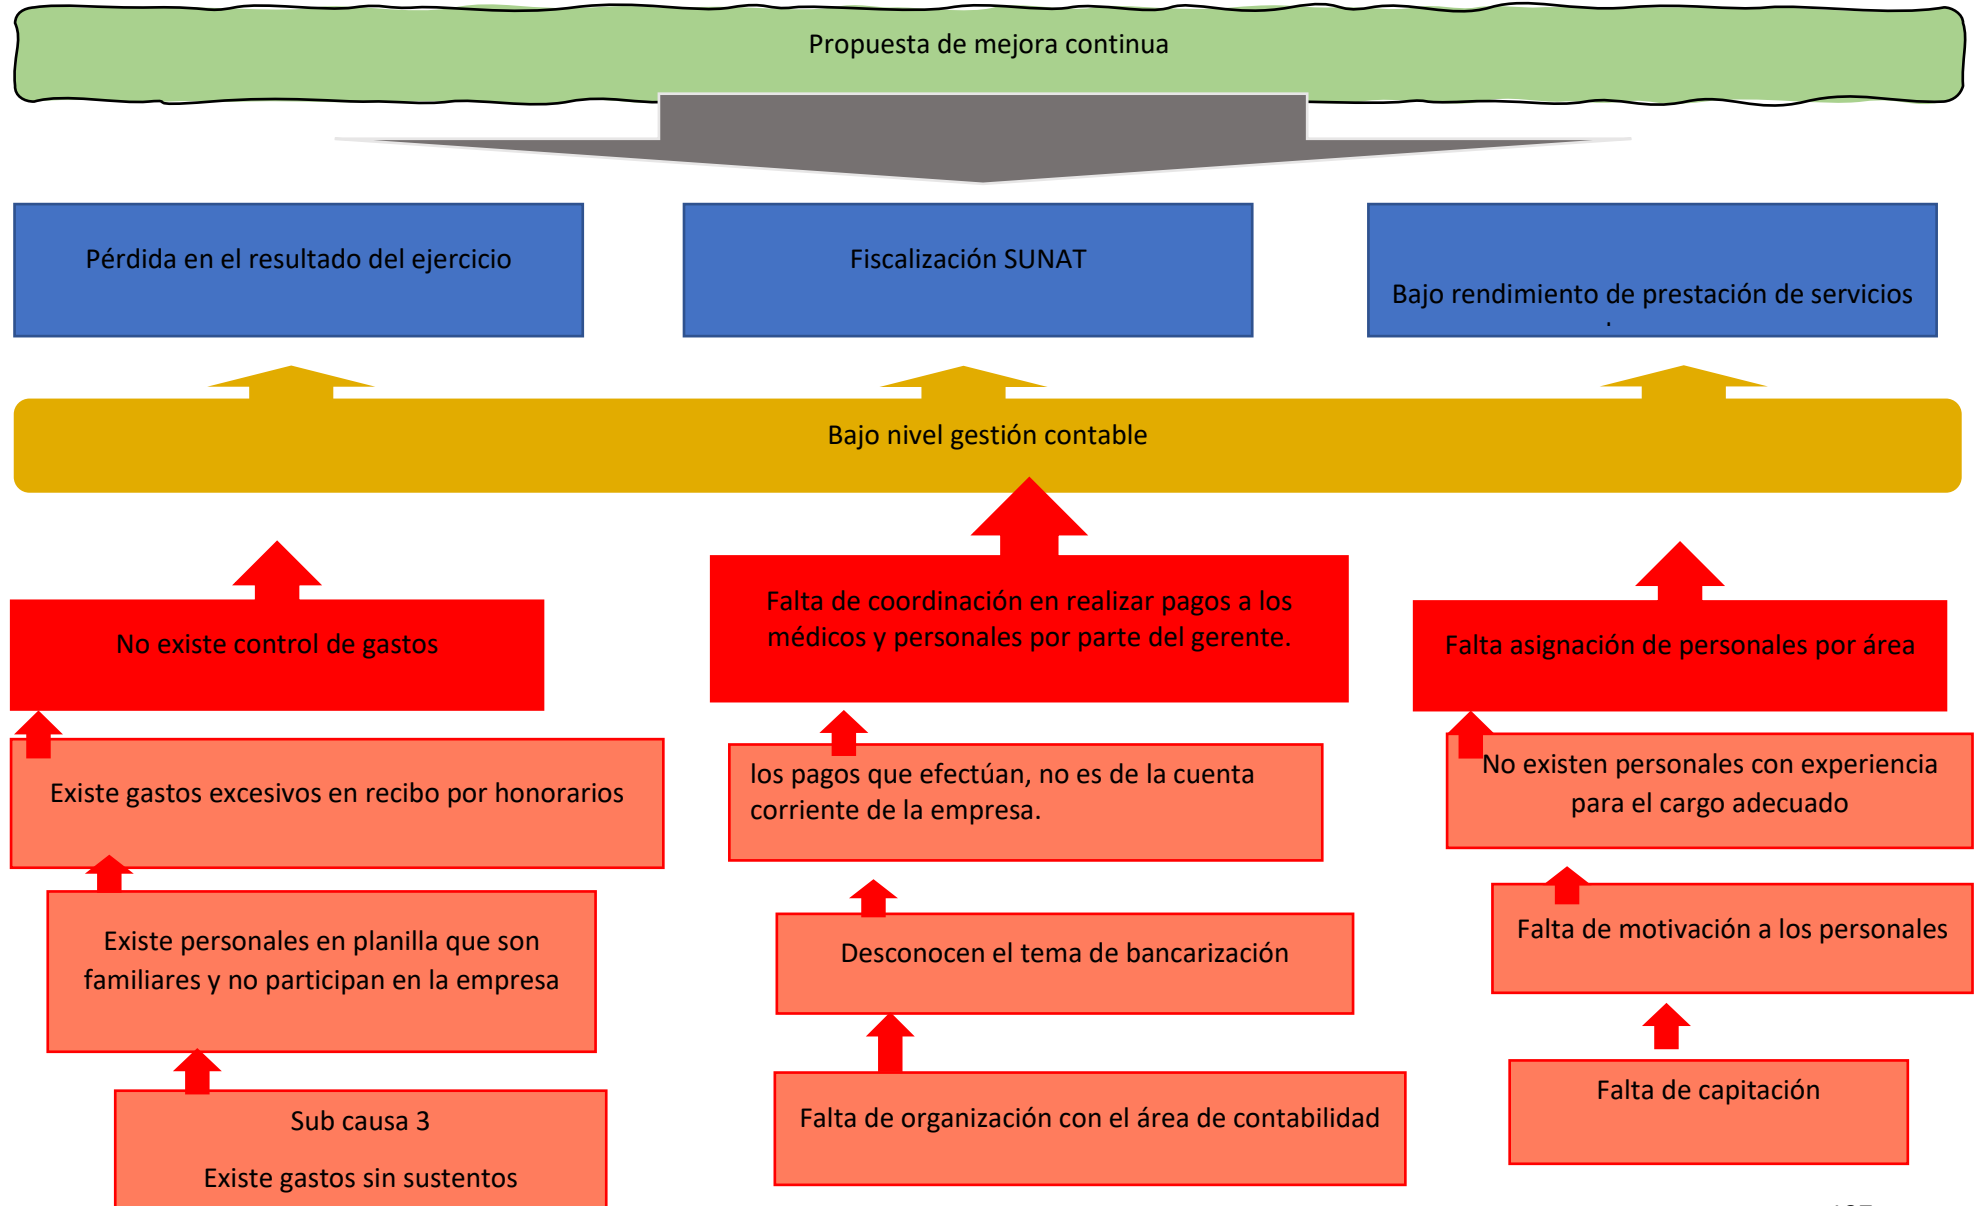 Propuesta de mejora continua
Pérdida en el resultado del ejercicio
Fiscalización SUNAT
Bajo rendimiento de prestación de servicios
.
Bajo nivel gestión contable
No existe control de gastos
Falta de coordinación en realizar pagos a los
médicos y personales por parte del gerente.
Falta asignación de personales por área
Existe gastos excesivos en recibo por honorarios
los pagos que efectúan, no es de la cuenta
corriente de la empresa.
No existen personales con experiencia
para el cargo adecuado
Existe personales en planilla que son
familiares y no participan en la empresa
Desconocen el tema de bancarización
Falta de motivación a los personales
Sub causa 3
Existe gastos sin sustentos
Falta de organización con el área de contabilidad
Falta de capitación